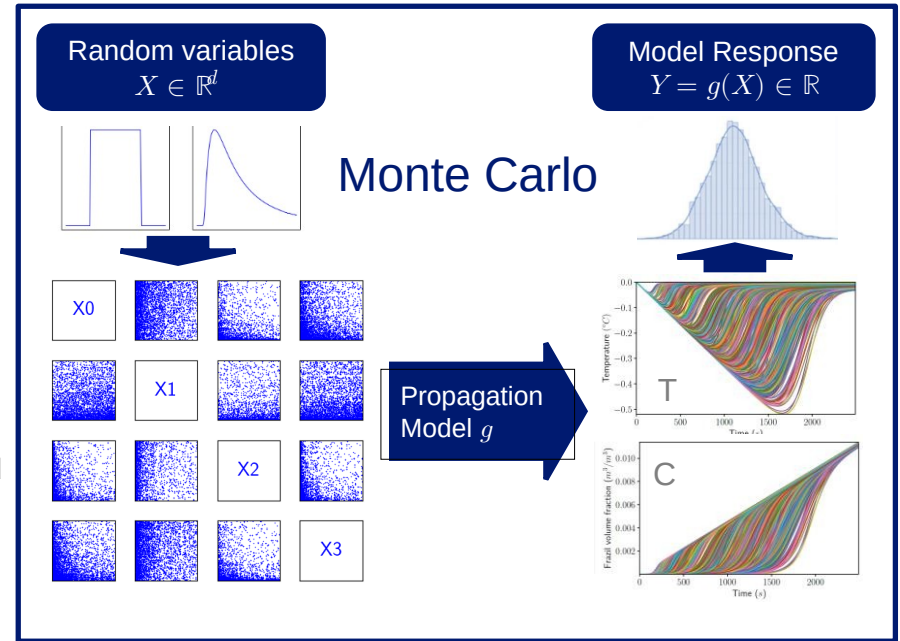 Random variables
X ∈ ℝ^d
Model Response
Y = g(X) ∈ ℝ
Monte Carlo
X0
X1
X2
X3
Propagation
Model g
0.0
−0.1
−0.2
−0.3
−0.4
−0.5
Temperature (°C)
T
0 500 1000 1500 2000
Time (s)
0.010
0.008
0.006
0.004
0.002
Frazil volume fraction (m³/m³)
C
0 500 1000 1500 2000
Time (s)